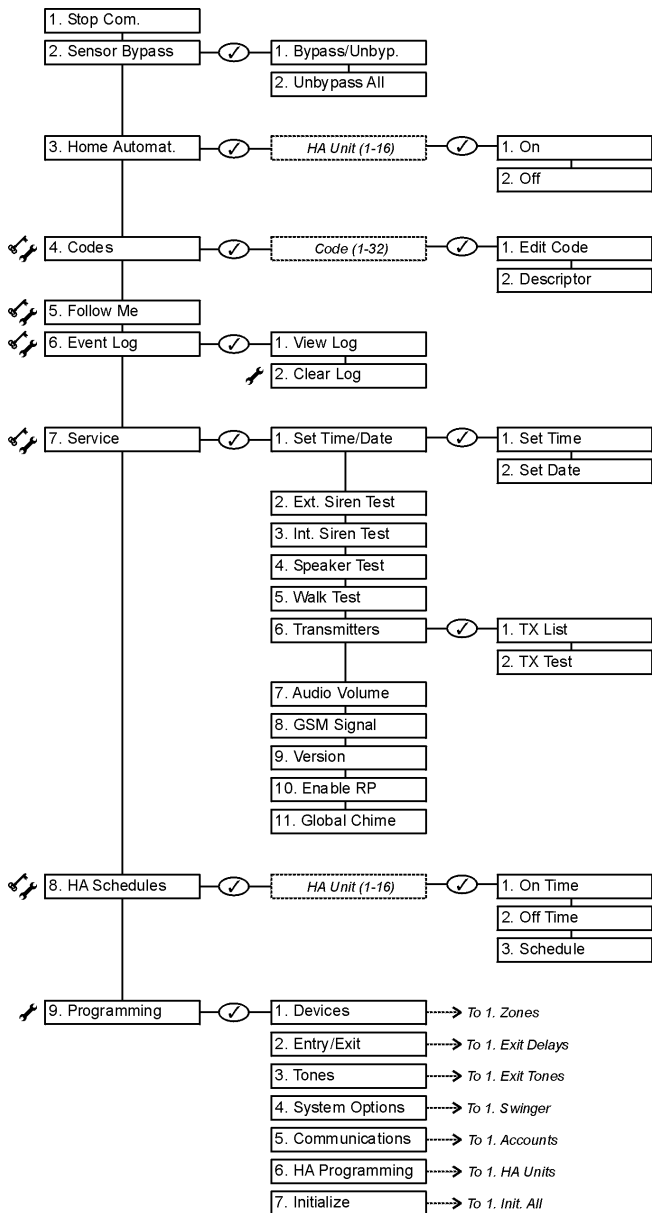 1. Stop Com.
2. Sensor Bypass
1. Bypass/Unbyp.
2. Unbypass All
3. Home Automat.
HA Unit (1-16)
1. On
2. Off
4. Codes
Code (1-32)
1. Edit Code
2. Descriptor
5. Follow Me
6. Event Log
1. View Log
2. Clear Log
7. Service
1. Set Time/Date
1. Set Time
2. Set Date
2. Ext. Siren Test
3. Int. Siren Test
4. Speaker Test
5. Walk Test
6. Transmitters
1. TX List
2. TX Test
7. Audio Volume
8. GSM Signal
9. Version
10. Enable RP
11. Global Chime
8. HA Schedules
HA Unit (1-16)
1. On Time
2. Off Time
3. Schedule
9. Programming
1. Devices
To 1. Zones
2. Entry/Exit
To 1. Exit Delays
3. Tones
To 1. Exit Tones
4. System Options
To 1. Swinger
5. Communications
To 1. Accounts
6. HA Programming
To 1. HA Units
7. Initialize
To 1. Init. All